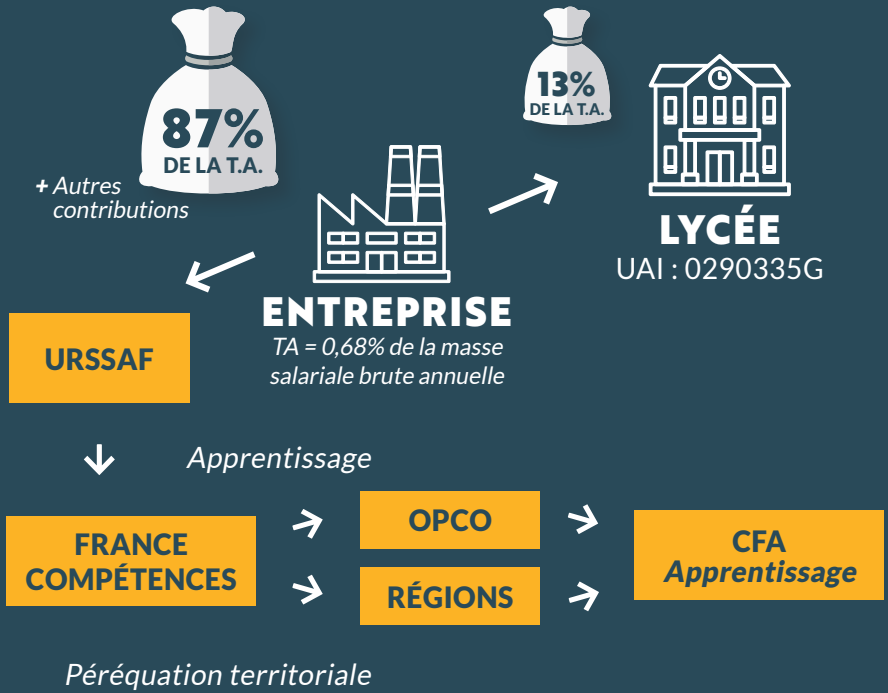 87%
DE LA T.A.
13%
DE LA T.A.
+ Autres
contributions
LYCÉE
UAI : 0290335G
ENTREPRISE
TA = 0,68% de la masse
salariale brute annuelle
URSSAF
Apprentissage
FRANCE
COMPÉTENCES
OPCO
RÉGIONS
CFA
Apprentissage
Péréquation territoriale